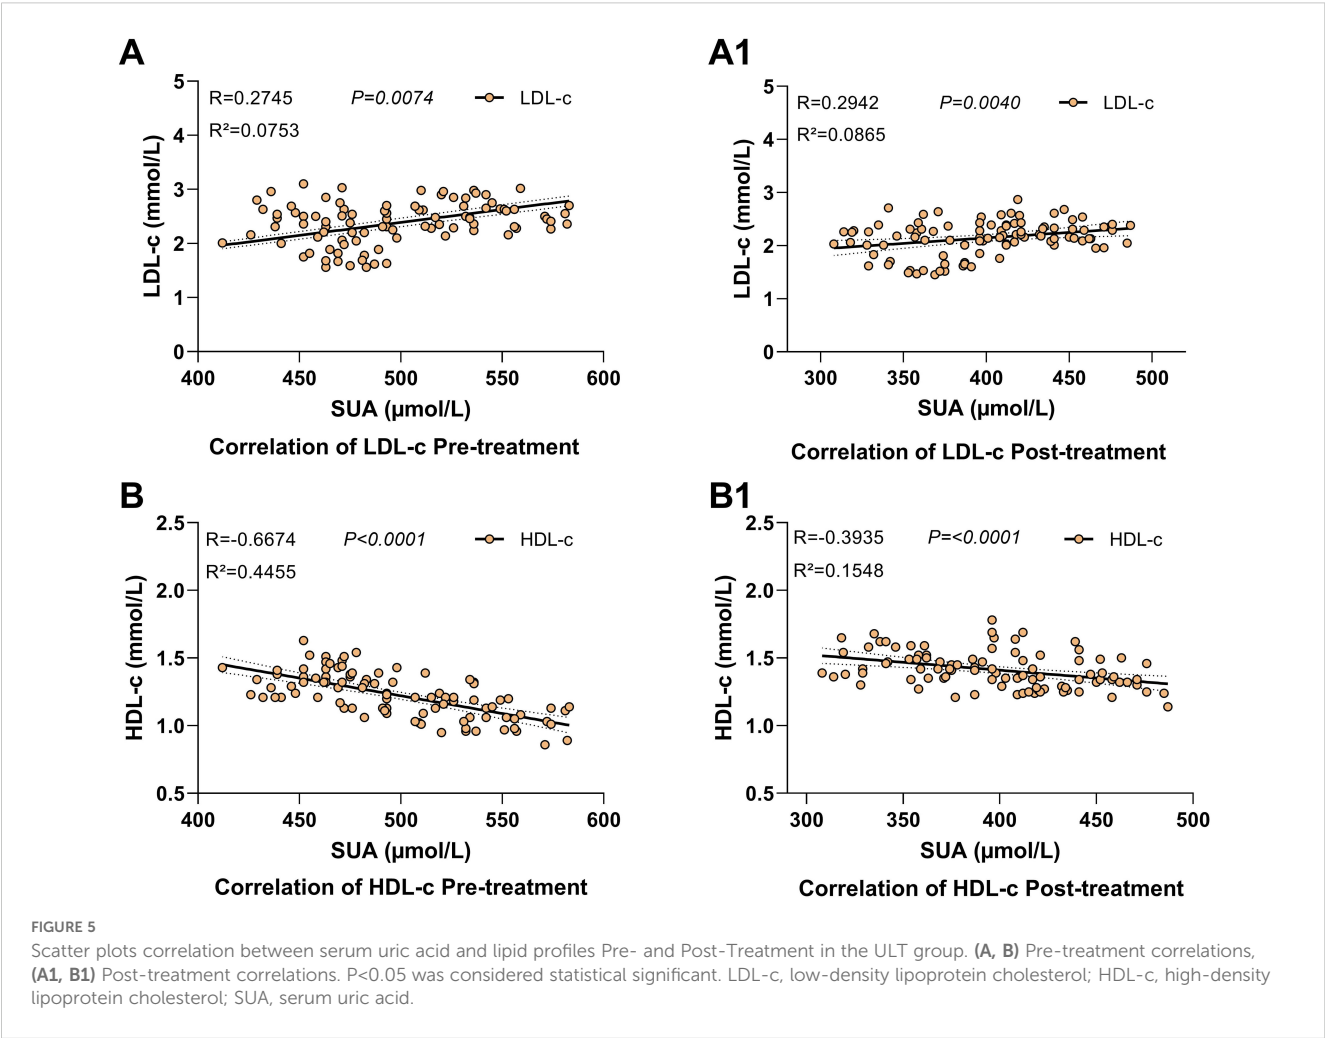 A
R=0.2745 P=0.0074 LDL-c
R²=0.0753
LDL-c (mmol/L)
5
4
3
2
1
0
400 450 500 550 600
SUA (µmol/L)
Correlation of LDL-c Pre-treatment
A1
R=0.2942 P=0.0040 LDL-c
R²=0.0865
LDL-c (mmol/L)
5
4
3
2
1
0
300 350 400 450 500
SUA (µmol/L)
Correlation of LDL-c Post-treatment
B
R=-0.6674 P<0.0001 HDL-c
R²=0.4455
HDL-c (mmol/L)
2.5
2.0
1.5
1.0
0.5
400 450 500 550 600
SUA (µmol/L)
Correlation of HDL-c Pre-treatment
B1
R=-0.3935 P=<0.0001 HDL-c
R²=0.1548
HDL-c (mmol/L)
2.5
2.0
1.5
1.0
0.5
300 350 400 450 500
SUA (µmol/L)
Correlation of HDL-c Post-treatment
FIGURE 5
Scatter plots correlation between serum uric acid and lipid profiles Pre- and Post-Treatment in the ULT group. (A, B) Pre-treatment correlations,
(A1, B1) Post-treatment correlations. P<0.05 was considered statistical significant. LDL-c, low-density lipoprotein cholesterol; HDL-c, high-density
lipoprotein cholesterol; SUA, serum uric acid.